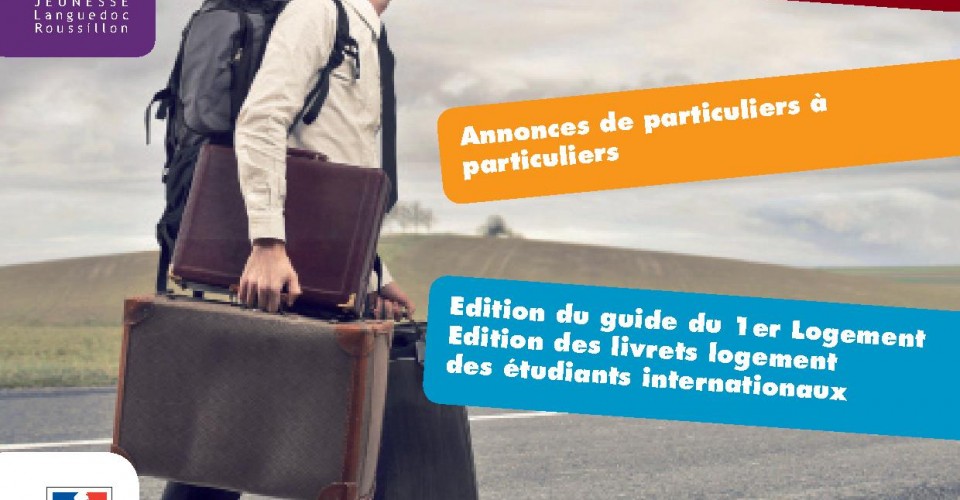 JEUNESSE
Languedoc
Roussillon
Annonces de particuliers à
particuliers
Edition du guide du 1er Logement
Edition des livrets logement
des étudiants internationaux